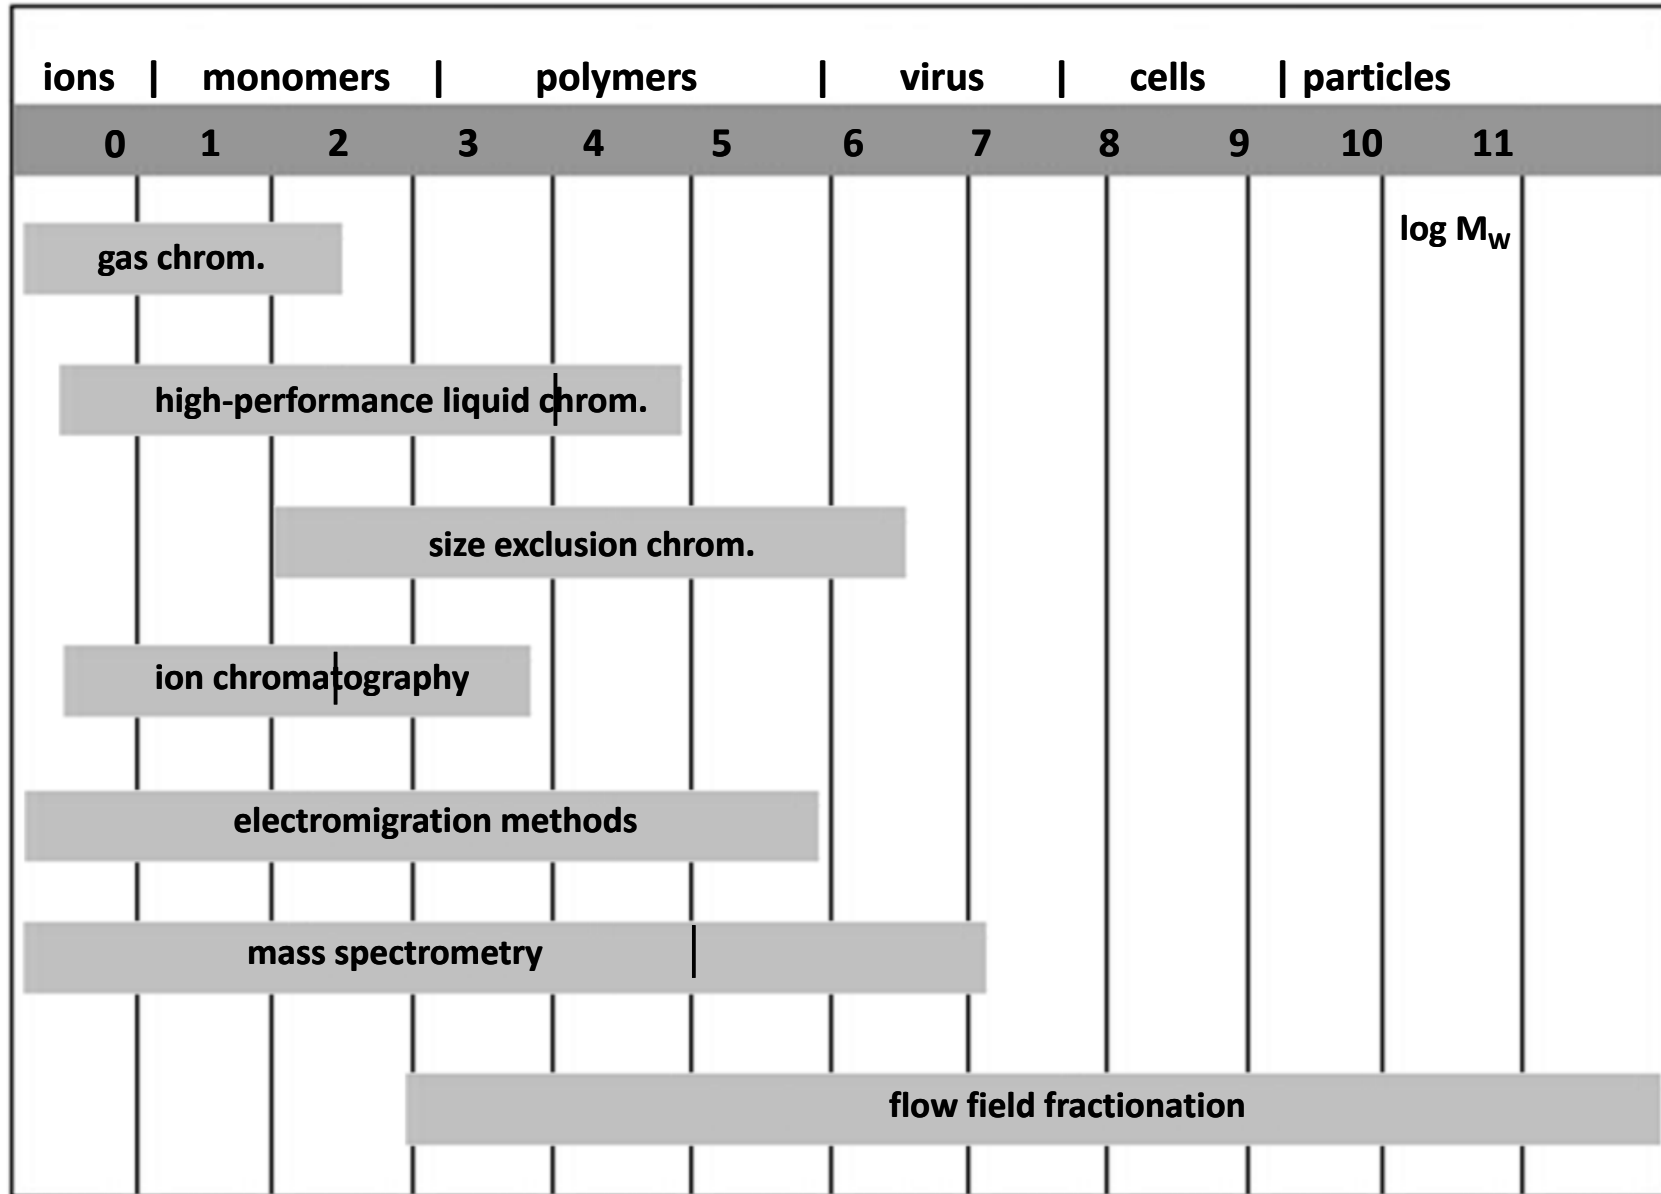 ions | monomers | polymers | virus | cells | particles
0 1 2 3 4 5 6 7 8 9 10 11
log Mw
gas chrom.
high-performance liquid chrom.
size exclusion chrom.
ion chromatography
electromigration methods
mass spectrometry
flow field fractionation